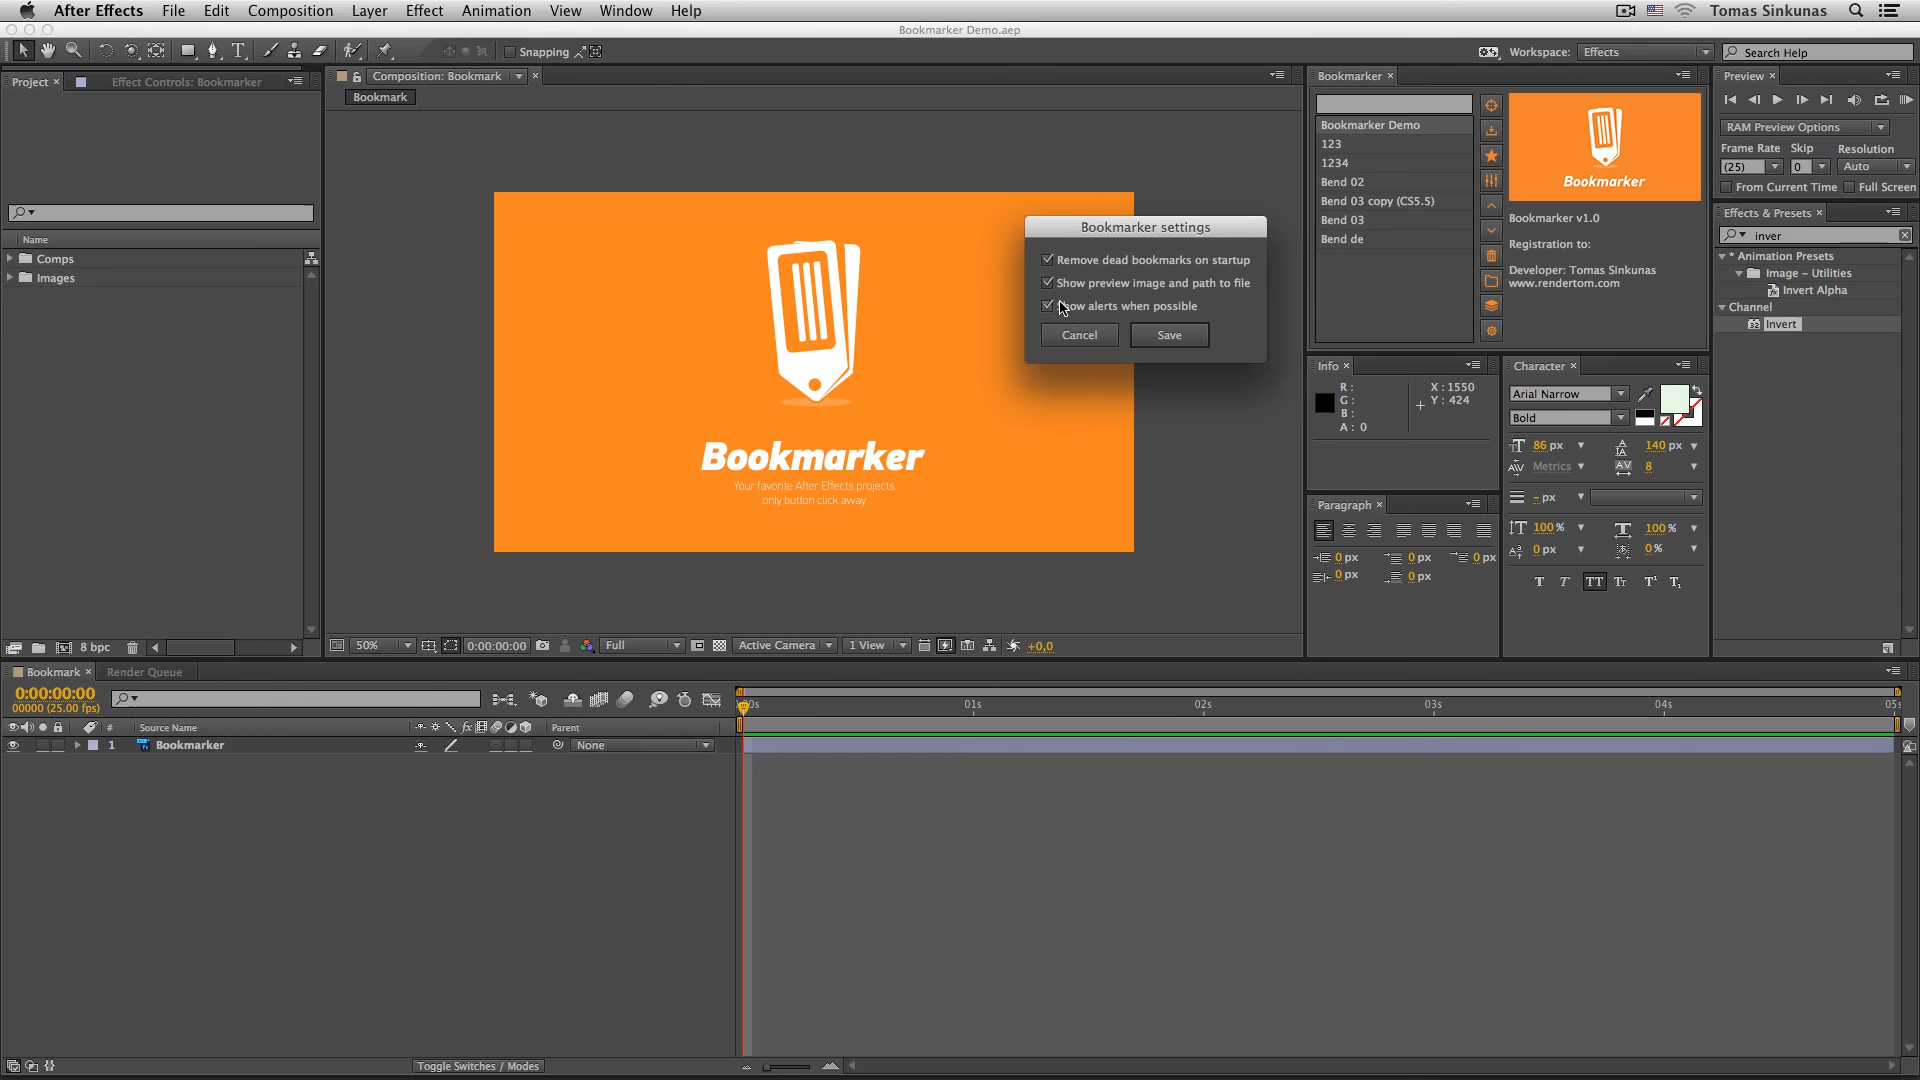 After Effects File Edit Composition Layer Effect Animation View Window Help Tomas Sinkunas
Bookmarker Demo.aep
Snapping Workspace: Effects Search Help
Project × Effect Controls: Bookmarker
Composition: Bookmark ×
Bookmark
Name
Comps
Images
8 bpc
Bookmarker
Your favorite After Effects projects
only button click away
Bookmarker settings
Remove dead bookmarks on startup
Show preview image and path to file
alerts when possible
Cancel Save
50% 0:00:00:00 Full Active Camera 1 View +0,0
Bookmarker ×
Bookmarker Demo
123
1234
Bend 02
Bend 03 copy (CS5.5)
Bend 03
Bend de
Bookmarker
Bookmarker v1.0
Registration to:
Developer: Tomas Sinkunas
www.rendertom.com
Preview ×
RAM Preview Options
Frame Rate Skip Resolution
(25) 0 Auto
From Current Time Full Screen
Effects & Presets ×
inver
* Animation Presets
Image – Utilities
Invert Alpha
Channel
32 Invert
Info ×
R :
G :
B :
A : 0
X : 1550
Y : 424
Character ×
Arial Narrow
Bold
86 px 140 px
Metrics 8
– px
100 % 100 %
0 px 0 %
T T TT Tt T¹ T₁
Paragraph ×
0 px 0 px 0 px
0 px 0 px
Bookmark × Render Queue
0:00:00:00
00000 (25.00 fps)
# Source Name fx Parent
1 Bookmarker None
0s 01s 02s 03s 04s 05s
Toggle Switches / Modes